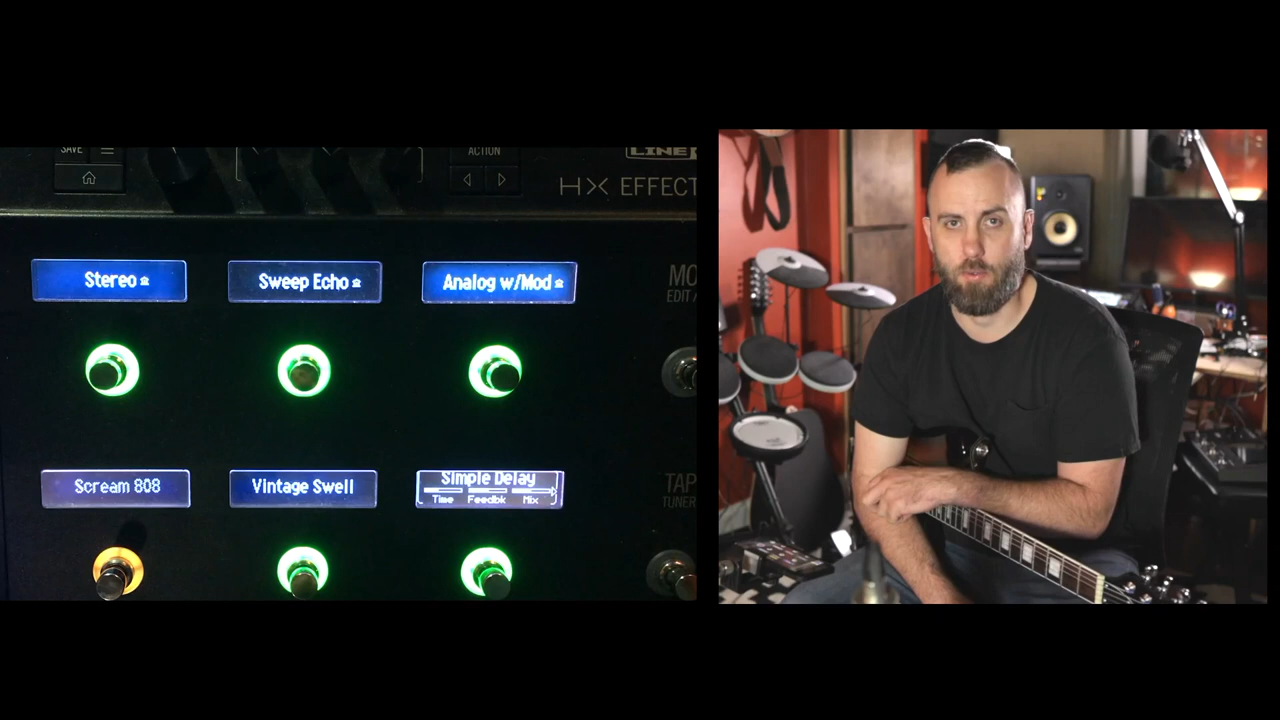 SAVE
ACTION
LINE
HX EFFECT
Stereo
Sweep Echo
Analog w/Mod
MO
EDIT /
Scream 808
Vintage Swell
Simple Delay
Time Feedbk Mix
TAP
TUNER